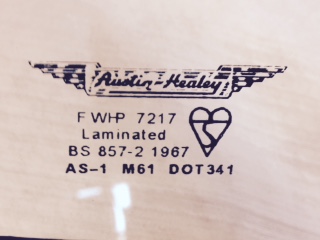 Austin-Healey
FWHP 7217
Laminated
BS 857-2 1967
AS-1 M61 DOT341